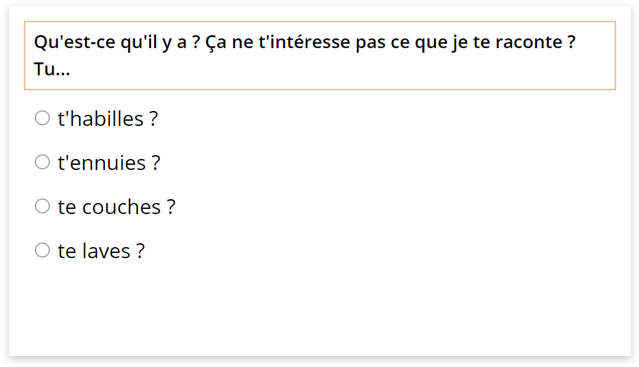 Qu'est-ce qu'il y a ? Ça ne t'intéresse pas ce que je te raconte ?
Tu...
t'habilles ?
t'ennuies ?
te couches ?
te laves ?